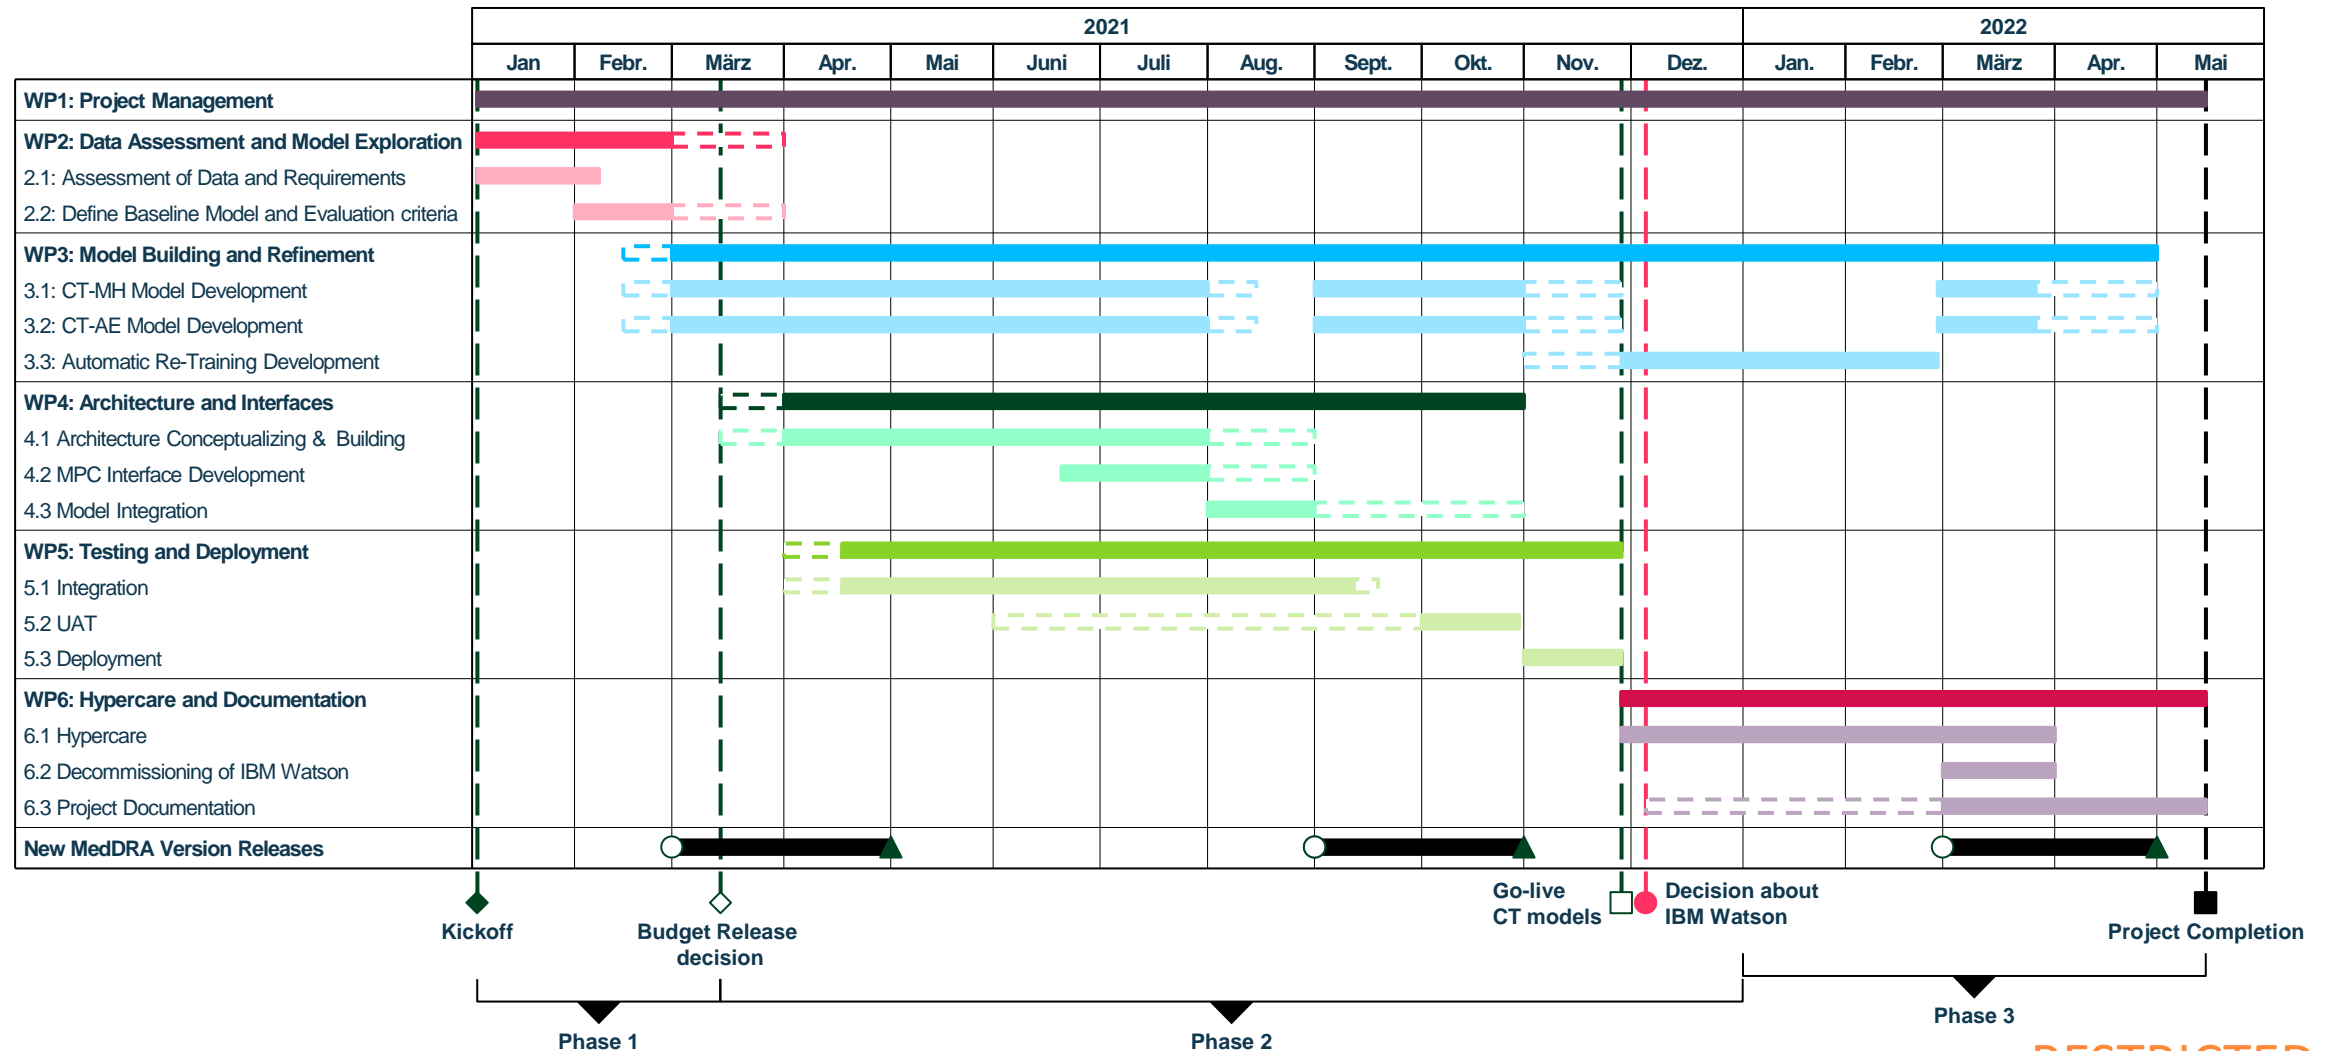 2021
2022
Jan
Febr.
März
Apr.
Mai
Juni
Juli
Aug.
Sept.
Okt.
Nov.
Dez.
Jan.
Febr.
März
Apr.
Mai
WP1: Project Management
WP2: Data Assessment and Model Exploration
2.1: Assessment of Data and Requirements
2.2: Define Baseline Model and Evaluation criteria
WP3: Model Building and Refinement
3.1: CT-MH Model Development
3.2: CT-AE Model Development
3.3: Automatic Re-Training Development
WP4: Architecture and Interfaces
4.1 Architecture Conceptualizing & Building
4.2 MPC Interface Development
4.3 Model Integration
WP5: Testing and Deployment
5.1 Integration
5.2 UAT
5.3 Deployment
WP6: Hypercare and Documentation
6.1 Hypercare
6.2 Decommissioning of IBM Watson
6.3 Project Documentation
New MedDRA Version Releases
Kickoff
Budget Release
decision
Go-live
CT models
Decision about
IBM Watson
Project Completion
Phase 1
Phase 2
Phase 3
RESTRICTED